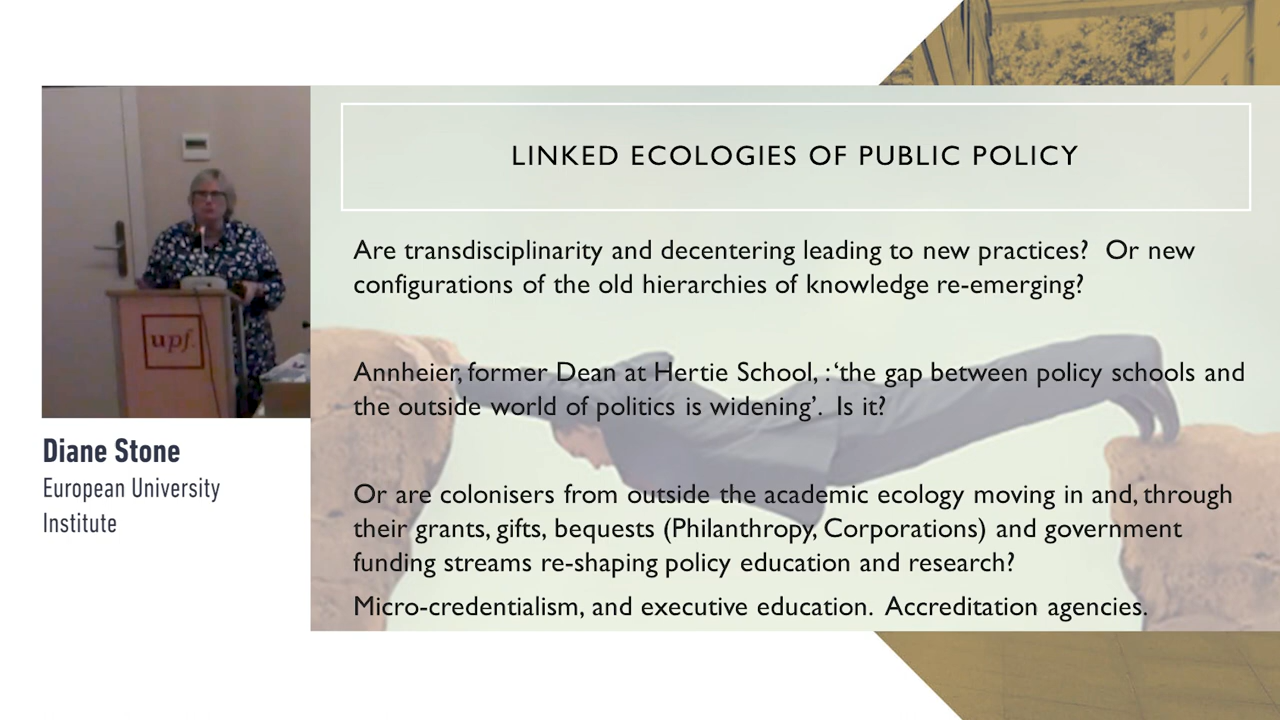 LINKED ECOLOGIES OF PUBLIC POLICY
Are transdisciplinarity and decentering leading to new practices? Or new
configurations of the old hierarchies of knowledge re-emerging?
Annheier, former Dean at Hertie School, : ‘the gap between policy schools and
the outside world of politics is widening’. Is it?
Or are colonisers from outside the academic ecology moving in and, through
their grants, gifts, bequests (Philanthropy, Corporations) and government
funding streams re-shaping policy education and research?
Micro-credentialism, and executive education. Accreditation agencies.
upf.
Diane Stone
European University
Institute